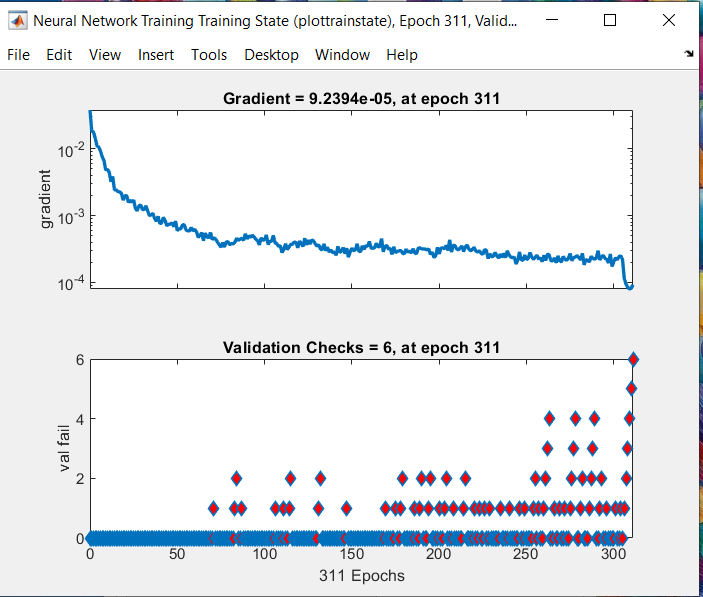 Neural Network Training Training State (plottrainstate), Epoch 311, Valid...
File Edit View Insert Tools Desktop Window Help
Gradient = 9.2394e-05, at epoch 311
10-2
10-3
10-4
gradient
Validation Checks = 6, at epoch 311
6
4
2
0
val fail
0 50 100 150 200 250 300
311 Epochs